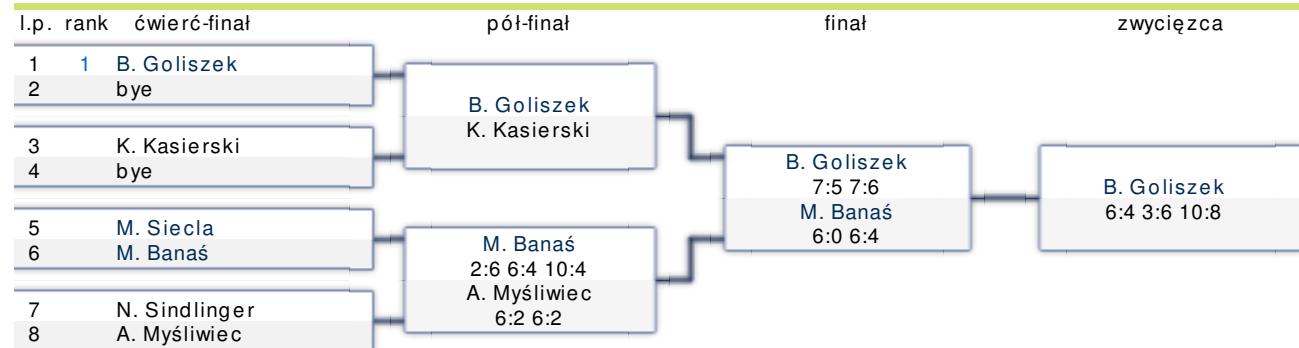 l.p. rank ćwierć-finał pół-finał finał zwycięzca
1 1 B. Goliszek
2 bye
3 K. Kasierski
4 bye
5 M. Siecla
6 M. Banaś
7 N. Sindlinger
8 A. Myśliwiec
B. Goliszek
K. Kasierski
M. Banaś
2:6 6:4 10:4
A. Myśliwiec
6:2 6:2
B. Goliszek
7:5 7:6
M. Banaś
6:0 6:4
B. Goliszek
6:4 3:6 10:8